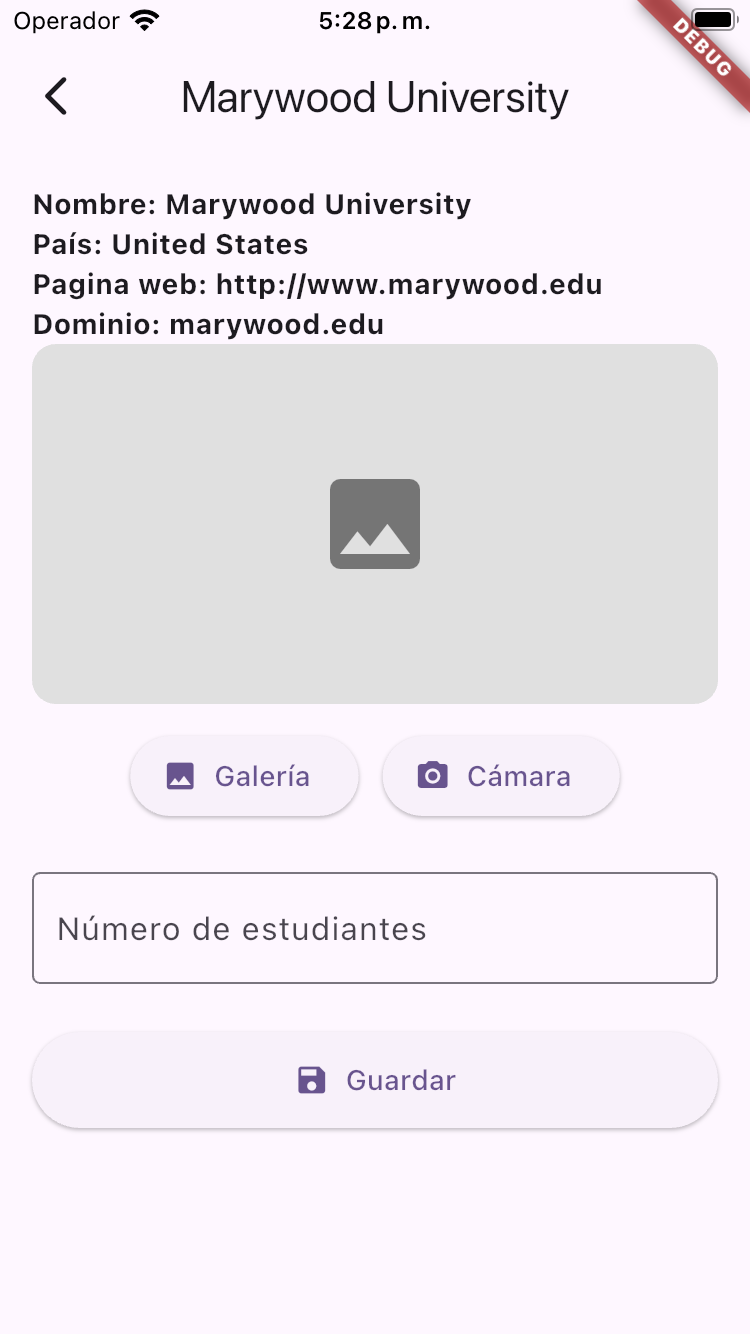 Operador 5:28 p. m.
DEBUG
Marywood University
Nombre: Marywood University
País: United States
Pagina web: http://www.marywood.edu
Dominio: marywood.edu
Galería Cámara
Número de estudiantes
Guardar